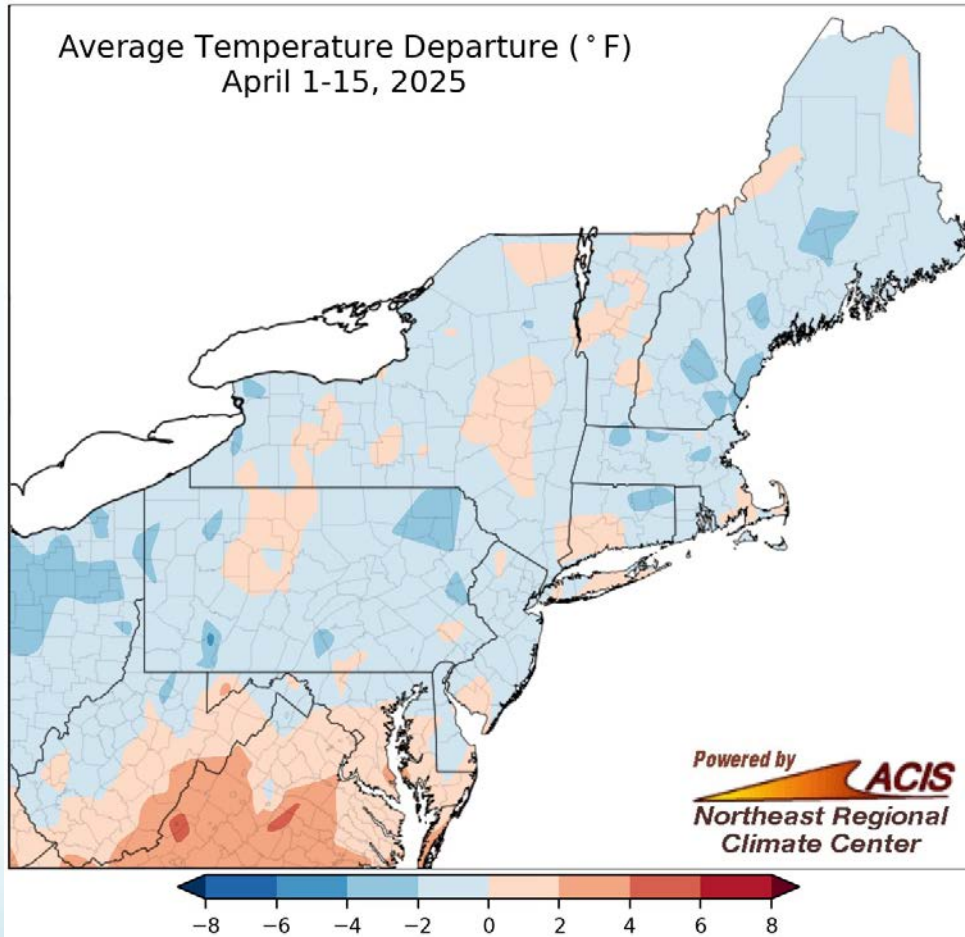 Average Temperature Departure (°F)
April 1-15, 2025
Powered by
ACIS
Northeast Regional
Climate Center
−8 −6 −4 −2 0 2 4 6 8